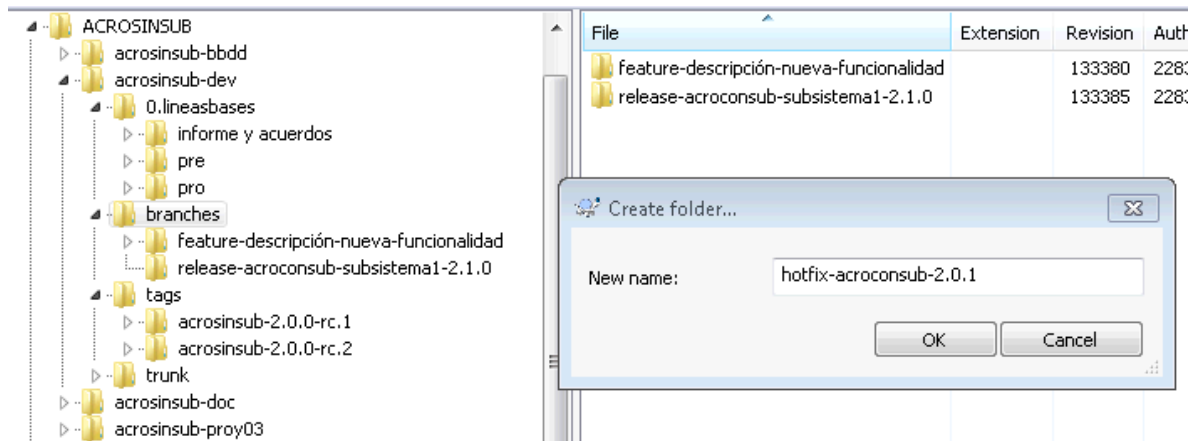 ACROSINSUB
acrosinsub-bbdd
acrosinsub-dev
0.lineasbases
informe y acuerdos
pre
pro
branches
feature-descripción-nueva-funcionalidad
release-acroconsub-subsistema1-2.1.0
tags
acrosinsub-2.0.0-rc.1
acrosinsub-2.0.0-rc.2
trunk
acrosinsub-doc
acrosinsub-proy03
File Extension Revision Auth
feature-descripción-nueva-funcionalidad 133380 2283
release-acroconsub-subsistema1-2.1.0 133385 2283
Create folder...
New name: hotfix-acroconsub-2.0.1
OK Cancel